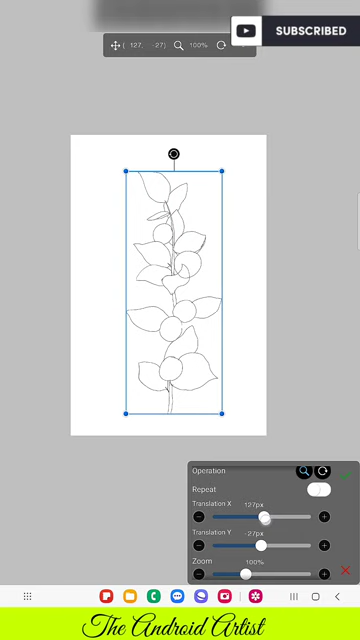 SUBSCRIBED
( 127, -27) 100%
Operation
Repeat
Translation X 127px
Translation Y -27px
Zoom 100%
The Android Artist